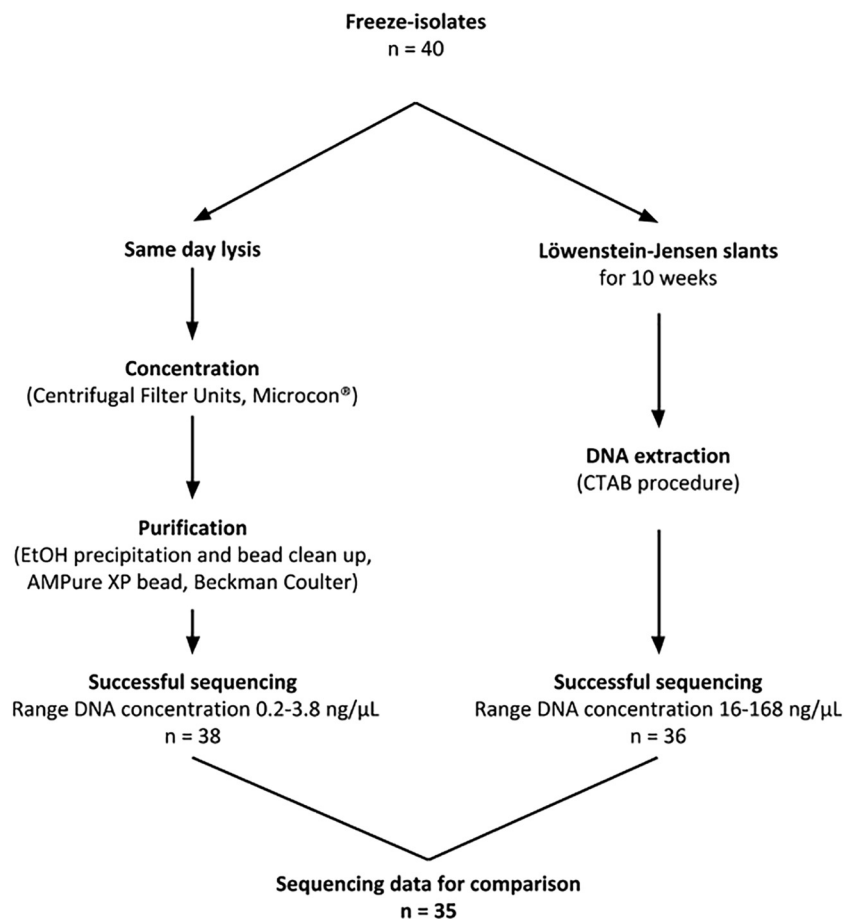 Freeze-isolates
n = 40
Same day lysis
Concentration
(Centrifugal Filter Units, Microcon®)
Purification
(EtOH precipitation and bead clean up,
AMPure XP bead, Beckman Coulter)
Successful sequencing
Range DNA concentration 0.2-3.8 ng/µL
n = 38
Löwenstein-Jensen slants
for 10 weeks
DNA extraction
(CTAB procedure)
Successful sequencing
Range DNA concentration 16-168 ng/µL
n = 36
Sequencing data for comparison
n = 35